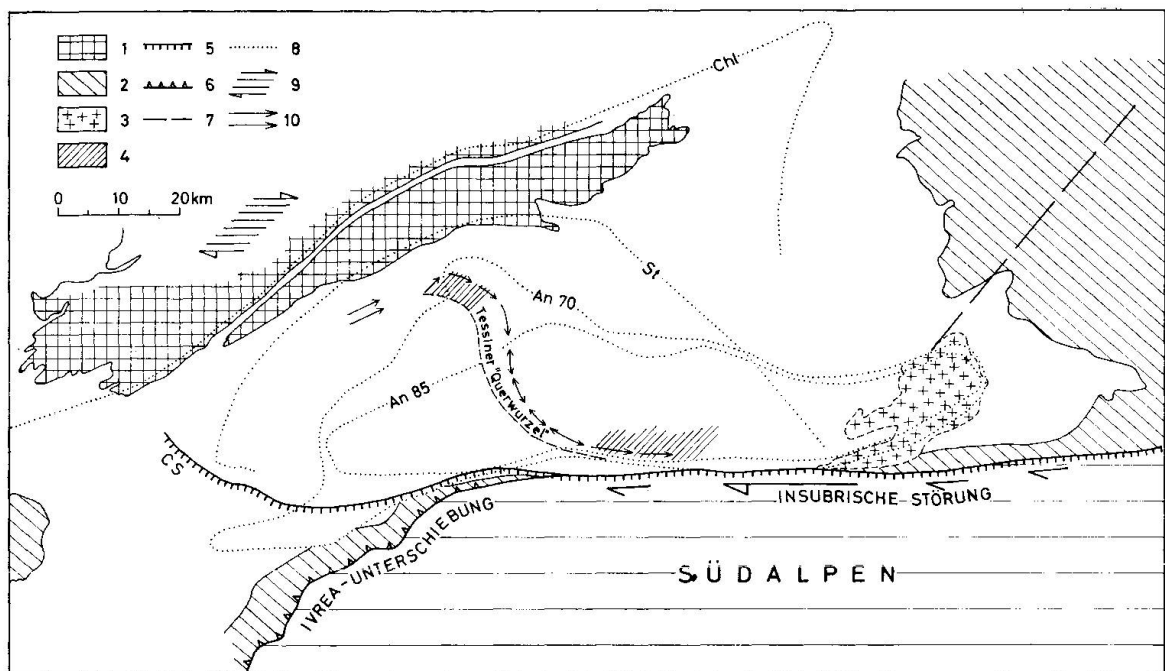 1 5 8
2 6 9
3 7 10
4
0 10 20km
Chl
St
An 70
An 85
Tessiner "Querwurzel"
CS
INSUBRISCHE STÖRUNG
IVREA-UNTERSCHIEBUNG
SÜDALPEN